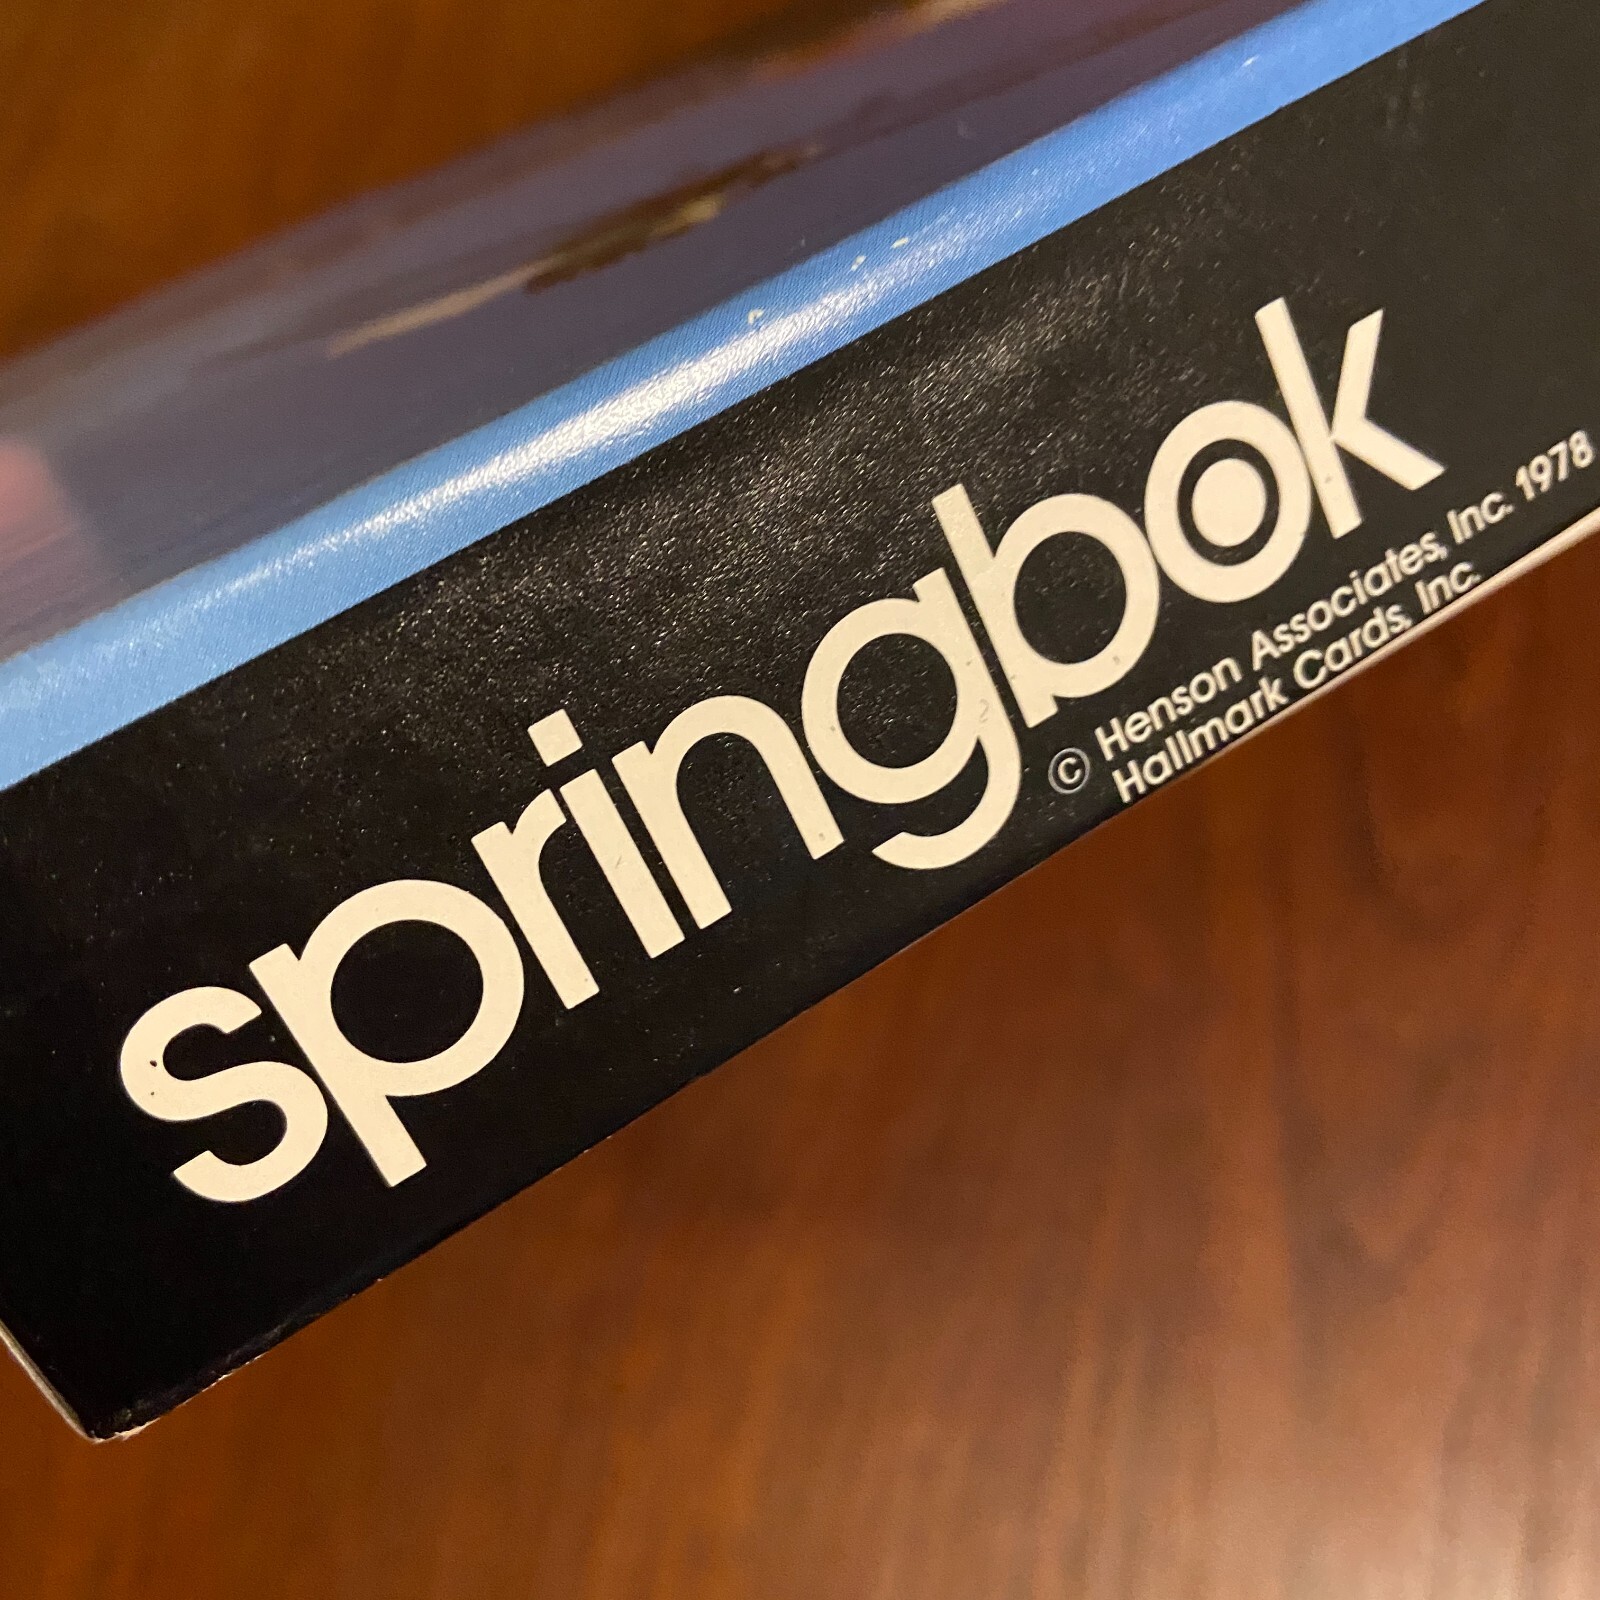 springbok
© Henson Associates, Inc. 1978
Hallmark Cards, Inc.